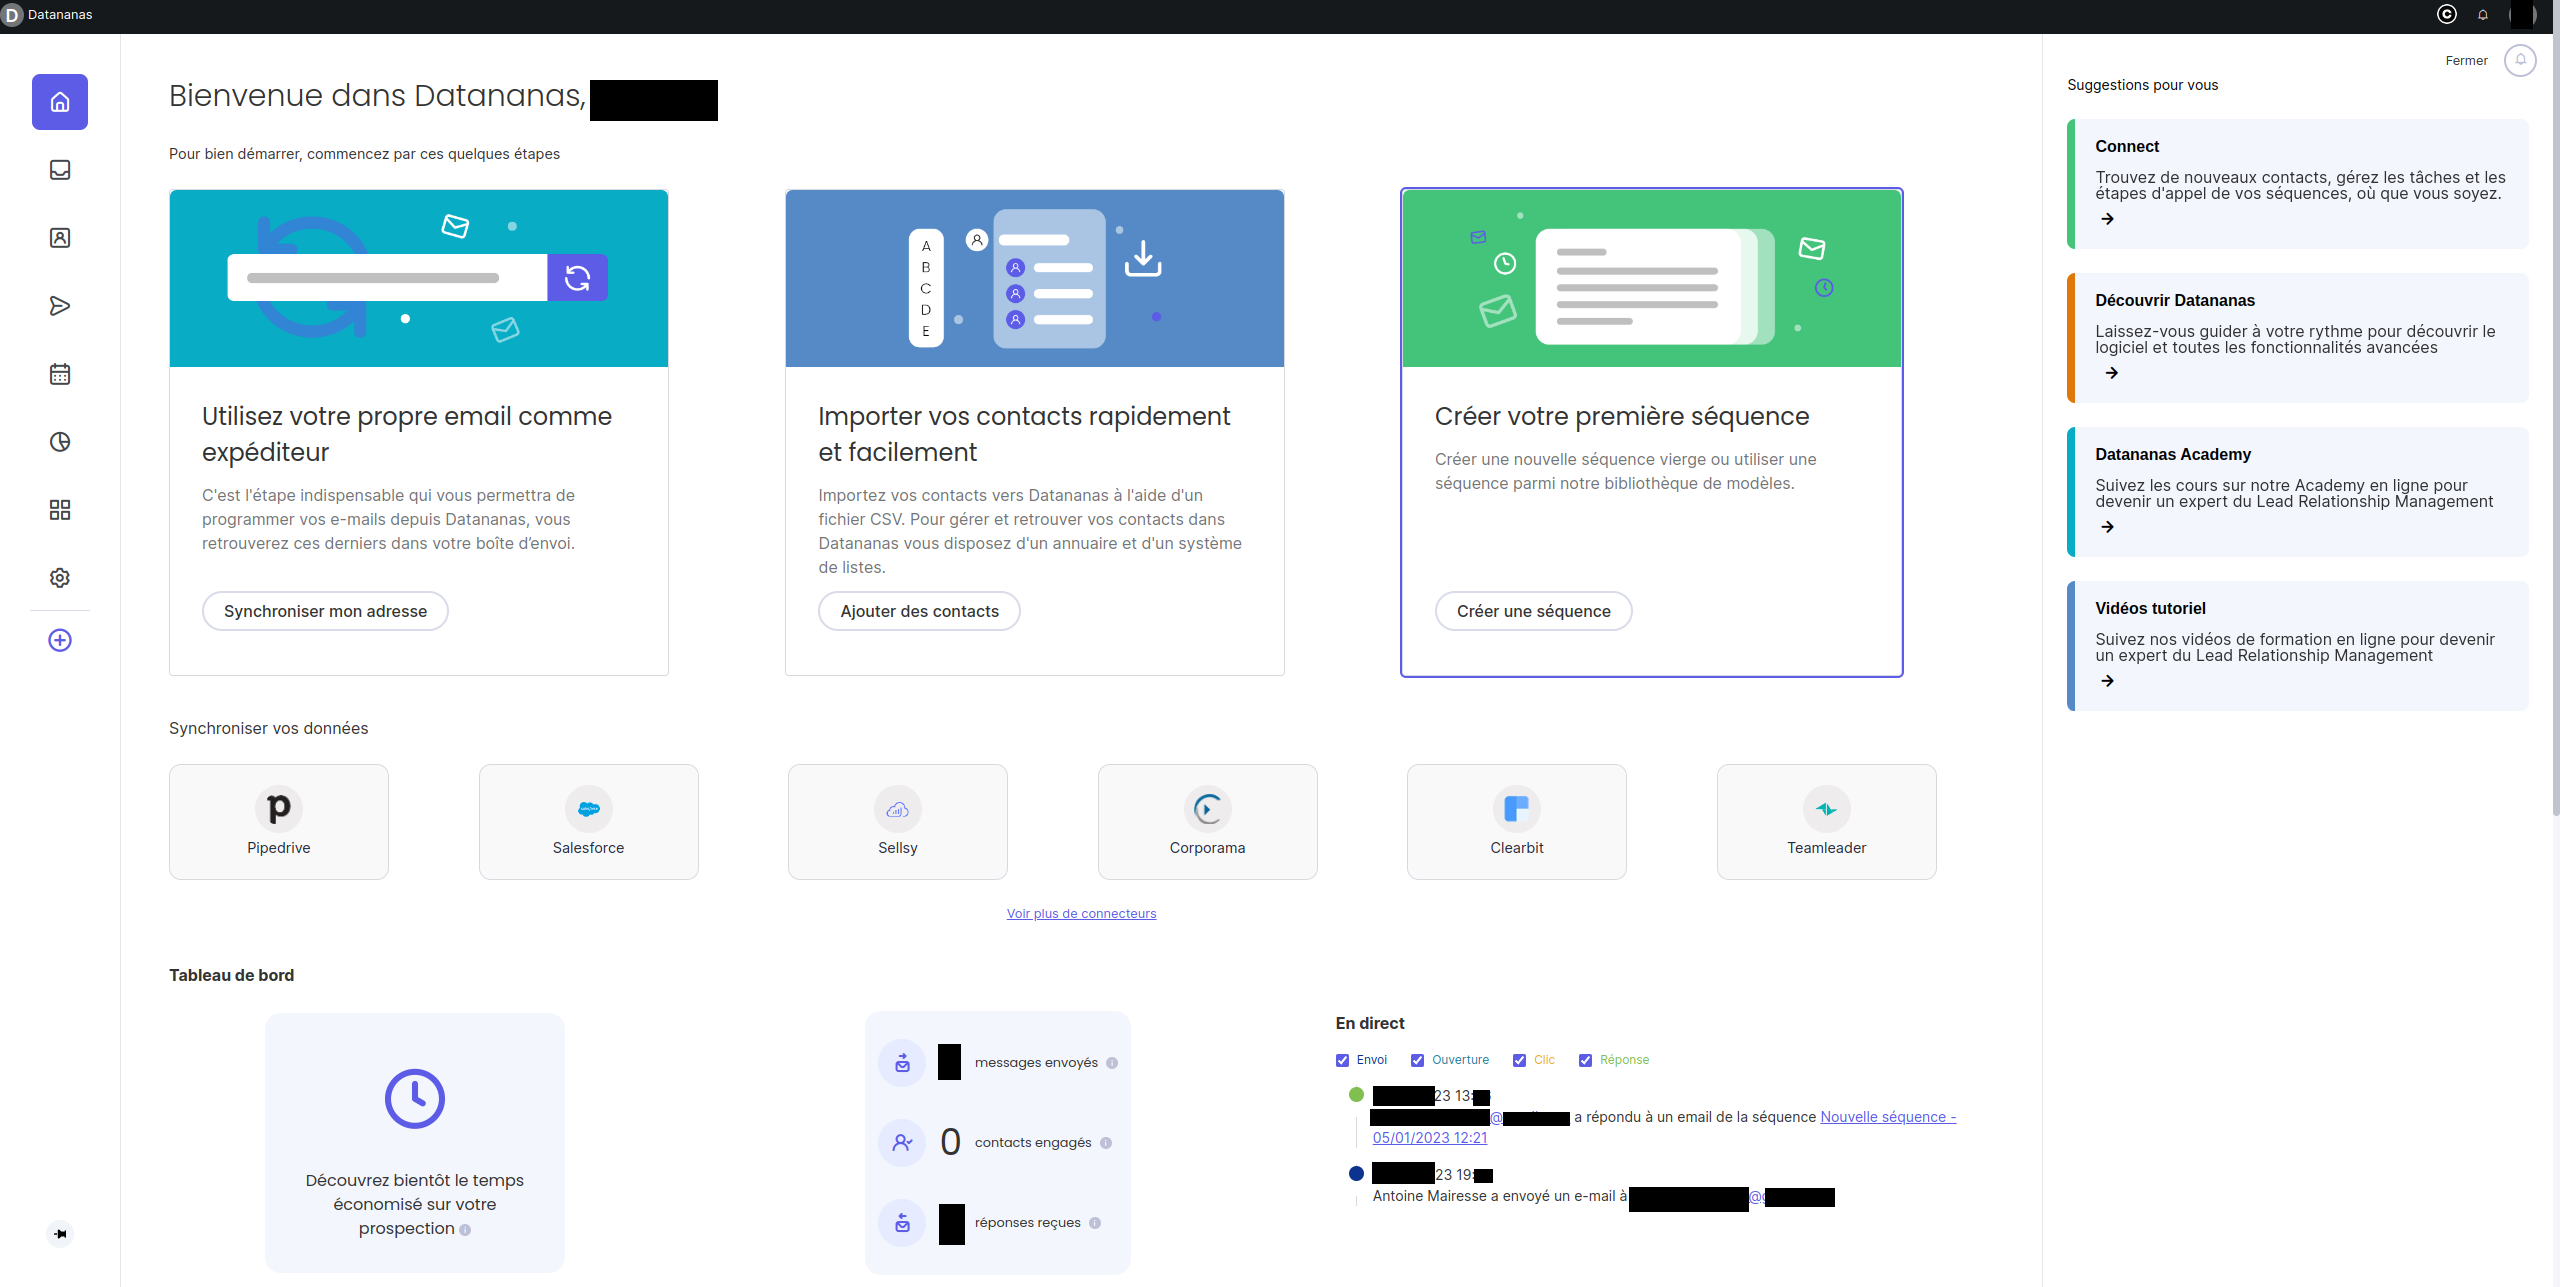 D Datananas
Fermer
Bienvenue dans Datananas,
Pour bien démarrer, commencez par ces quelques étapes
A
B
C
D
E
Utilisez votre propre email comme
expéditeur
C'est l'étape indispensable qui vous permettra de
programmer vos e-mails depuis Datananas, vous
retrouverez ces derniers dans votre boîte d’envoi.
Synchroniser mon adresse
Importer vos contacts rapidement
et facilement
Importez vos contacts vers Datananas à l'aide d'un
fichier CSV. Pour gérer et retrouver vos contacts dans
Datananas vous disposez d'un annuaire et d'un système
de listes.
Ajouter des contacts
Créer votre première séquence
Créer une nouvelle séquence vierge ou utiliser une
séquence parmi notre bibliothèque de modèles.
Créer une séquence
Synchroniser vos données
Pipedrive
Salesforce
Sellsy
Corporama
Clearbit
Teamleader
Voir plus de connecteurs
Tableau de bord
Découvrez bientôt le temps
économisé sur votre
prospection
messages envoyés
0 contacts engagés
réponses reçues
En direct
Envoi Ouverture Clic Réponse
23 13:
@ a répondu à un email de la séquence Nouvelle séquence -
05/01/2023 12:21
23 19:
Antoine Mairesse a envoyé un e-mail à @
Suggestions pour vous
Connect
Trouvez de nouveaux contacts, gérez les tâches et les
étapes d'appel de vos séquences, où que vous soyez.
→
Découvrir Datananas
Laissez-vous guider à votre rythme pour découvrir le
logiciel et toutes les fonctionnalités avancées
→
Datananas Academy
Suivez les cours sur notre Academy en ligne pour
devenir un expert du Lead Relationship Management
→
Vidéos tutoriel
Suivez nos vidéos de formation en ligne pour devenir
un expert du Lead Relationship Management
→